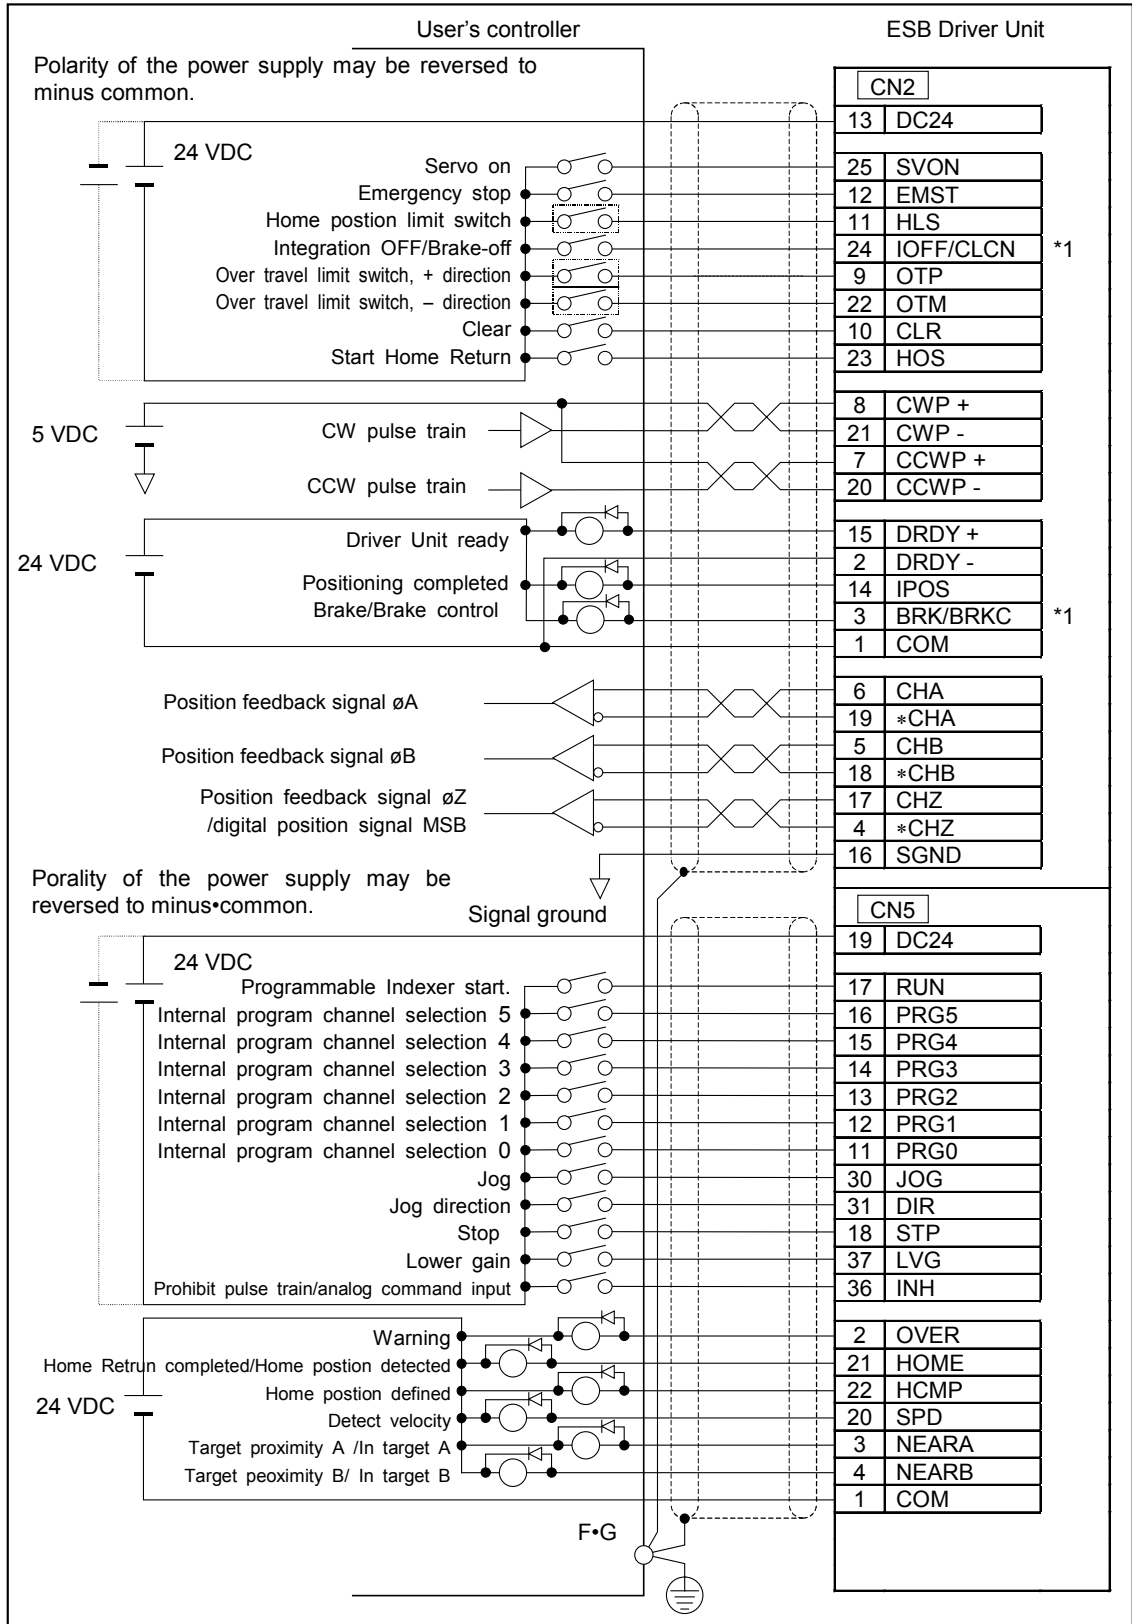 User's controller
ESB Driver Unit
Polarity of the power supply may be reversed to
minus common.
CN2
13 DC24
24 VDC
Servo on
25 SVON
Emergency stop
12 EMST
Home postion limit switch
11 HLS
Integration OFF/Brake-off
24 IOFF/CLCN *1
Over travel limit switch, + direction
9 OTP
Over travel limit switch, – direction
22 OTM
Clear
10 CLR
Start Home Return
23 HOS
8 CWP +
5 VDC
CW pulse train
21 CWP -
7 CCWP +
CCW pulse train
20 CCWP -
Driver Unit ready
15 DRDY +
24 VDC
2 DRDY -
Positioning completed
14 IPOS
Brake/Brake control
3 BRK/BRKC *1
1 COM
Position feedback signal øA
6 CHA
19 *CHA
Position feedback signal øB
5 CHB
18 *CHB
Position feedback signal øZ
/digital position signal MSB
17 CHZ
4 *CHZ
16 SGND
Porality of the power supply may be
reversed to minus•common.
Signal ground
CN5
19 DC24
24 VDC
Programmable Indexer start.
17 RUN
Internal program channel selection 5
16 PRG5
Internal program channel selection 4
15 PRG4
Internal program channel selection 3
14 PRG3
Internal program channel selection 2
13 PRG2
Internal program channel selection 1
12 PRG1
Internal program channel selection 0
11 PRG0
Jog
30 JOG
Jog direction
31 DIR
Stop
18 STP
Lower gain
37 LVG
Prohibit pulse train/analog command input
36 INH
Warning
2 OVER
Home Retrun completed/Home postion detected
21 HOME
Home postion defined
22 HCMP
24 VDC
Detect velocity
20 SPD
Target proximity A /In target A
3 NEARA
Target peoximity B/ In target B
4 NEARB
1 COM
F•G